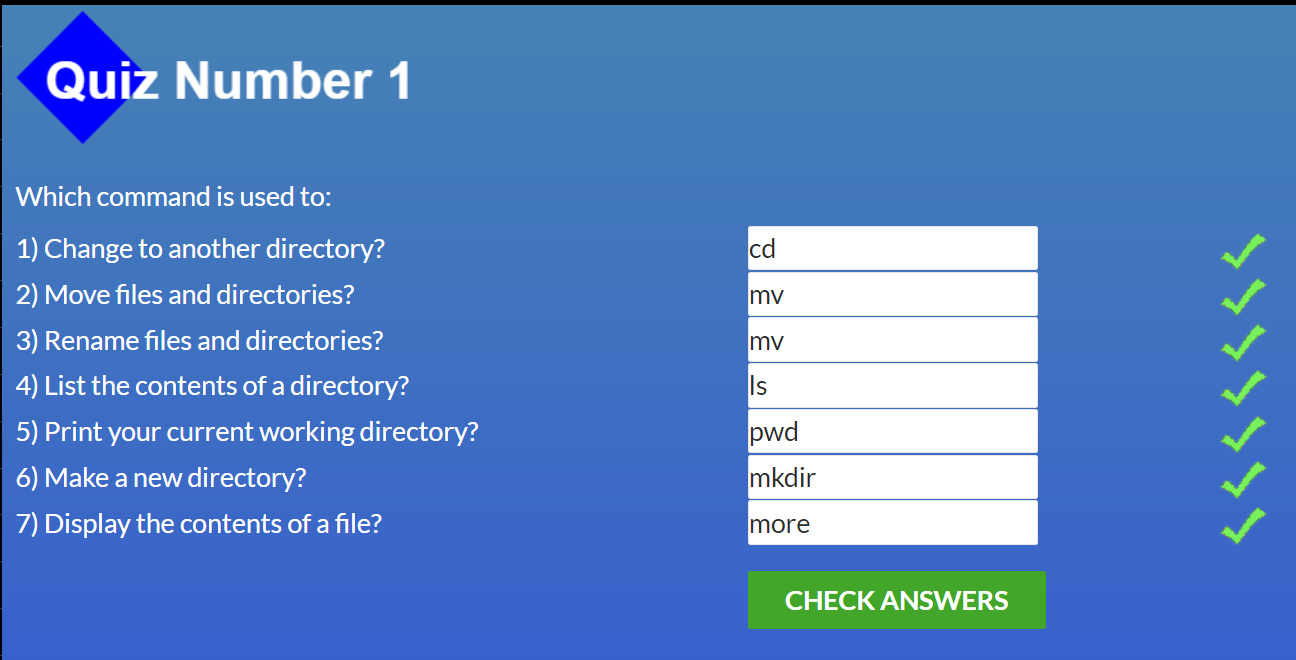 Quiz Number 1
Which command is used to:
1) Change to another directory? cd
2) Move files and directories? mv
3) Rename files and directories? mv
4) List the contents of a directory? ls
5) Print your current working directory? pwd
6) Make a new directory? mkdir
7) Display the contents of a file? more
CHECK ANSWERS